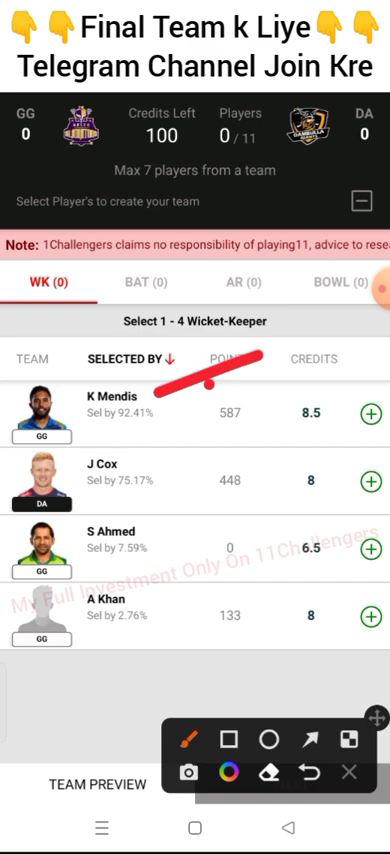 👇👇Final Team k Liye👇👇
Telegram Channel Join Kre
GG
0
Credits Left
100
Players
0 / 11
DA
0
Max 7 players from a team
Select Player's to create your team
Note: 1Challengers claims no responsibility of playing11, advice to rese
WK (0) BAT (0) AR (0) BOWL (0)
Select 1 - 4 Wicket-Keeper
TEAM SELECTED BY↓ CREDITS
K Mendis
Sel by 92.41% 587 8.5
GG
J Cox
Sel by 75.17% 448 8
DA
S Ahmed
Sel by 7.59% 0 6.5
GG
My Full Investment Only On 11Challengers
A Khan
Sel by 2.76% 133 8
GG
TEAM PREVIEW